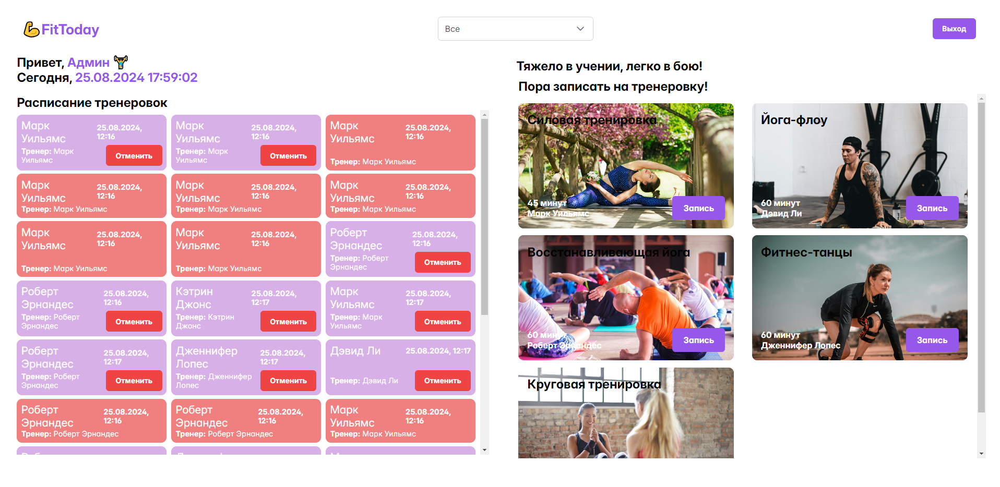 FitToday
Все
Выход
Привет, Админ
Сегодня, 25.08.2024 17:59:02
Расписание тренеровок
Марк
Уильямс
25.08.2024,
12:16
Тренер: Марк
Уильямс
Отменить
Марк
Уильямс
25.08.2024,
12:16
Тренер: Марк
Уильямс
Отменить
Марк
Уильямс
25.08.2024,
12:16
Тренер: Марк Уильямс
Марк
Уильямс
25.08.2024,
12:16
Тренер: Марк Уильямс
Марк
Уильямс
25.08.2024,
12:16
Тренер: Марк Уильямс
Марк
Уильямс
25.08.2024,
12:16
Тренер: Марк Уильямс
Марк
Уильямс
25.08.2024,
12:16
Тренер: Марк Уильямс
Марк
Уильямс
25.08.2024,
12:16
Тренер: Марк Уильямс
Роберт
Эрнандес
25.08.2024,
12:16
Тренер: Роберт
Эрнандес
Отменить
Роберт
Эрнандес
25.08.2024,
12:16
Тренер: Роберт
Эрнандес
Отменить
Кэтрин
Джонс
25.08.2024,
12:17
Тренер: Кэтрин
Джонс
Отменить
Марк
Уильямс
25.08.2024,
12:17
Тренер: Марк
Уильямс
Отменить
Роберт
Эрнандес
25.08.2024,
12:17
Тренер: Роберт
Эрнандес
Отменить
Дженнифер
Лопес
25.08.2024,
12:17
Тренер: Дженнифер
Лопес
Отменить
Дэвид Ли
25.08.2024, 12:17
Тренер: Дэвид Ли
Отменить
Роберт
Эрнандес
25.08.2024,
12:16
Тренер: Роберт Эрнандес
Роберт
Эрнандес
25.08.2024,
12:16
Тренер: Роберт Эрнандес
Марк
Уильямс
25.08.2024,
12:16
Тренер: Марк Уильямс
Тяжело в учении, легко в бою!
Пора записать на тренеровку!
Силовая тренировка
45 минут
Марк Уильямс
Запись
Йога-флоу
60 минут
Дэвид Ли
Запись
Восстанавливающая йога
60 минут
Роберт Эрнандес
Запись
Фитнес-танцы
60 минут
Дженнифер Лопес
Запись
Круговая тренировка